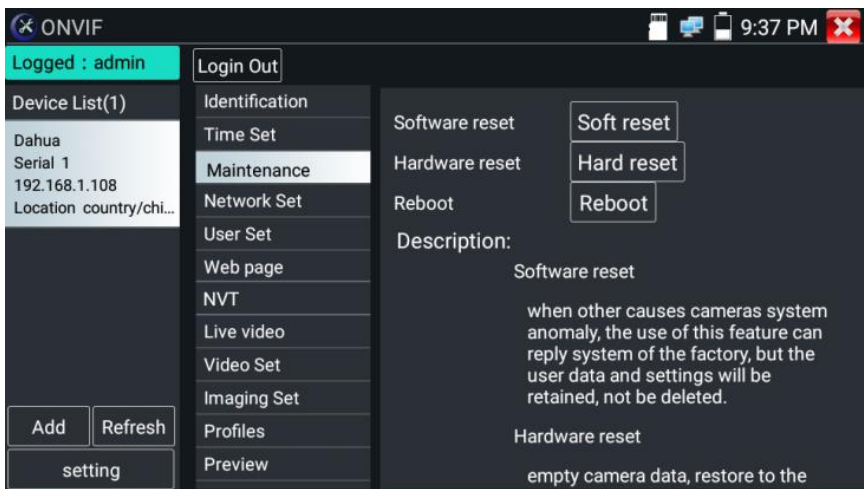 ONVIF
9:37 PM
Logged : admin
Login Out
Device List(1)
Dahua
Serial 1
192.168.1.108
Location country/chi...
Add
Refresh
setting
Identification
Time Set
Maintenance
Network Set
User Set
Web page
NVT
Live video
Video Set
Imaging Set
Profiles
Preview
Software reset
Soft reset
Hardware reset
Hard reset
Reboot
Reboot
Description:
Software reset
when other causes cameras system
anomaly, the use of this feature can
reply system of the factory, but the
user data and settings will be
retained, not be deleted.
Hardware reset
empty camera data, restore to the